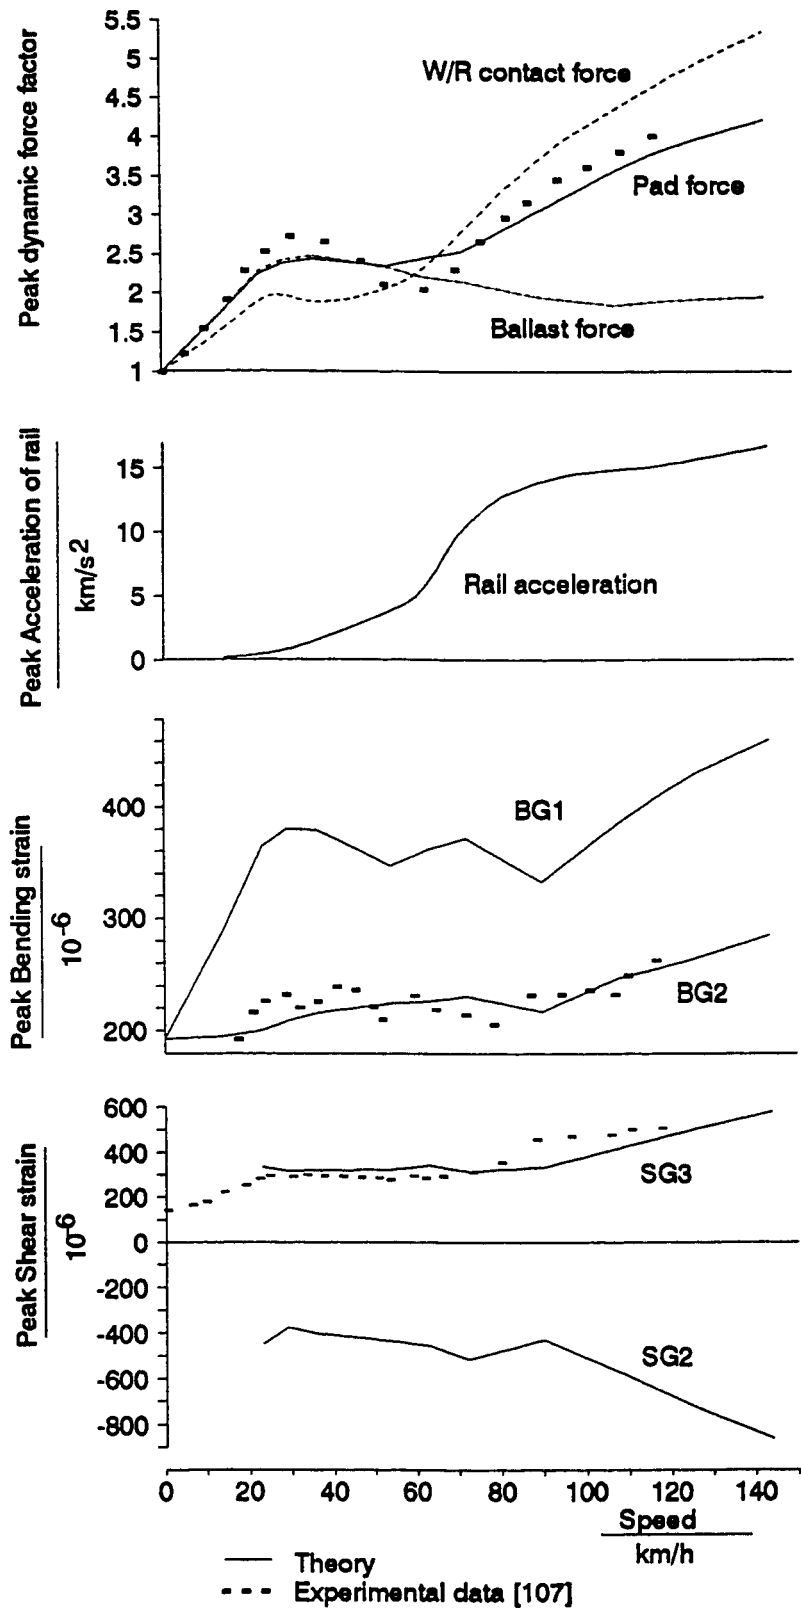 Peak dynamic force factor
5.5
5
4.5
4
3.5
3
2.5
2
1.5
1
W/R contact force
Pad force
Ballast force
Peak Acceleration of rail
km/s2
15
10
5
0
Rail acceleration
Peak Bending strain
10-6
400
300
200
BG1
BG2
Peak Shear strain
10-6
600
400
200
0
-200
-400
-600
-800
SG3
SG2
0 20 40 60 80 100 120 140
Speed
km/h
Theory
Experimental data [107]